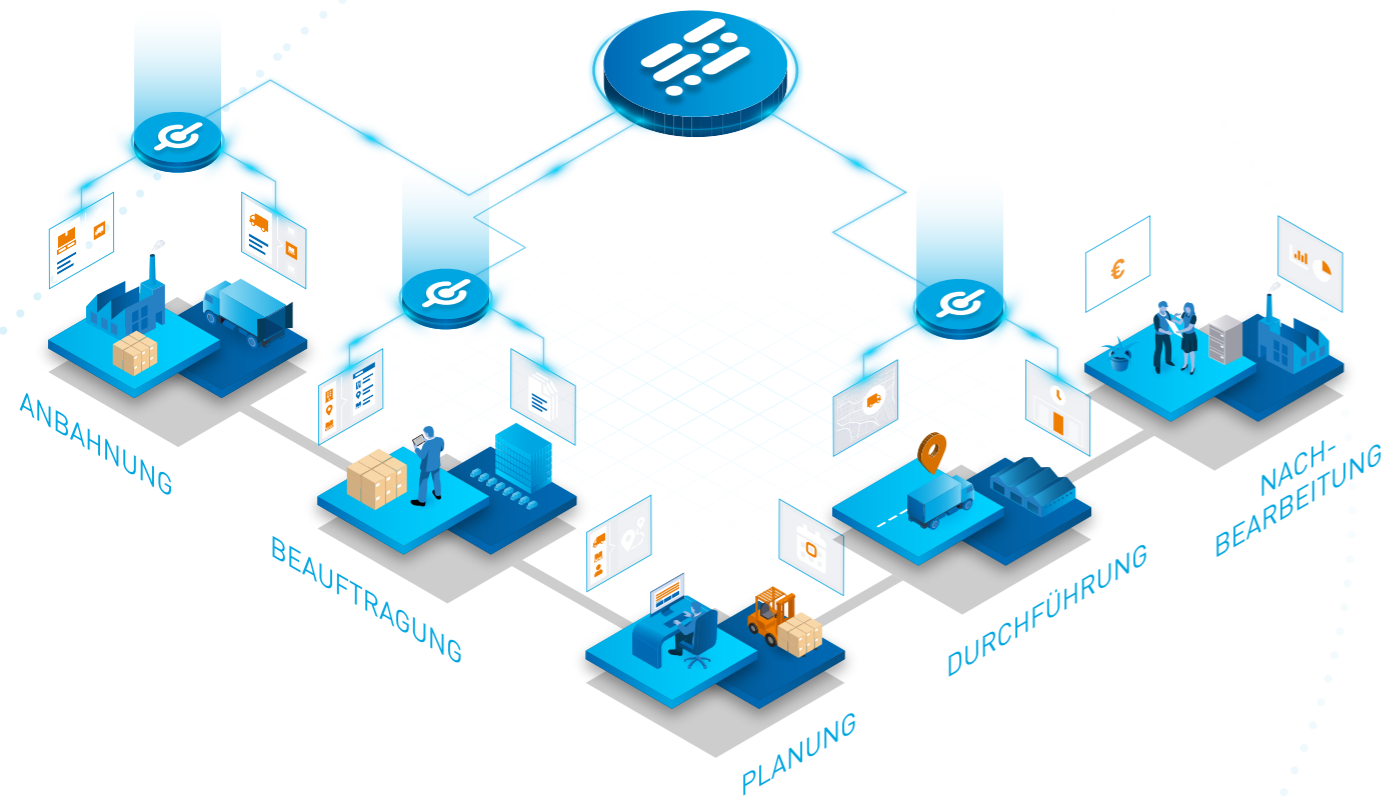 ANBAHNUNG
BEAUFTRAGUNG
PLANUNG
DURCHFÜHRUNG
NACH-
BEARBEITUNG
€